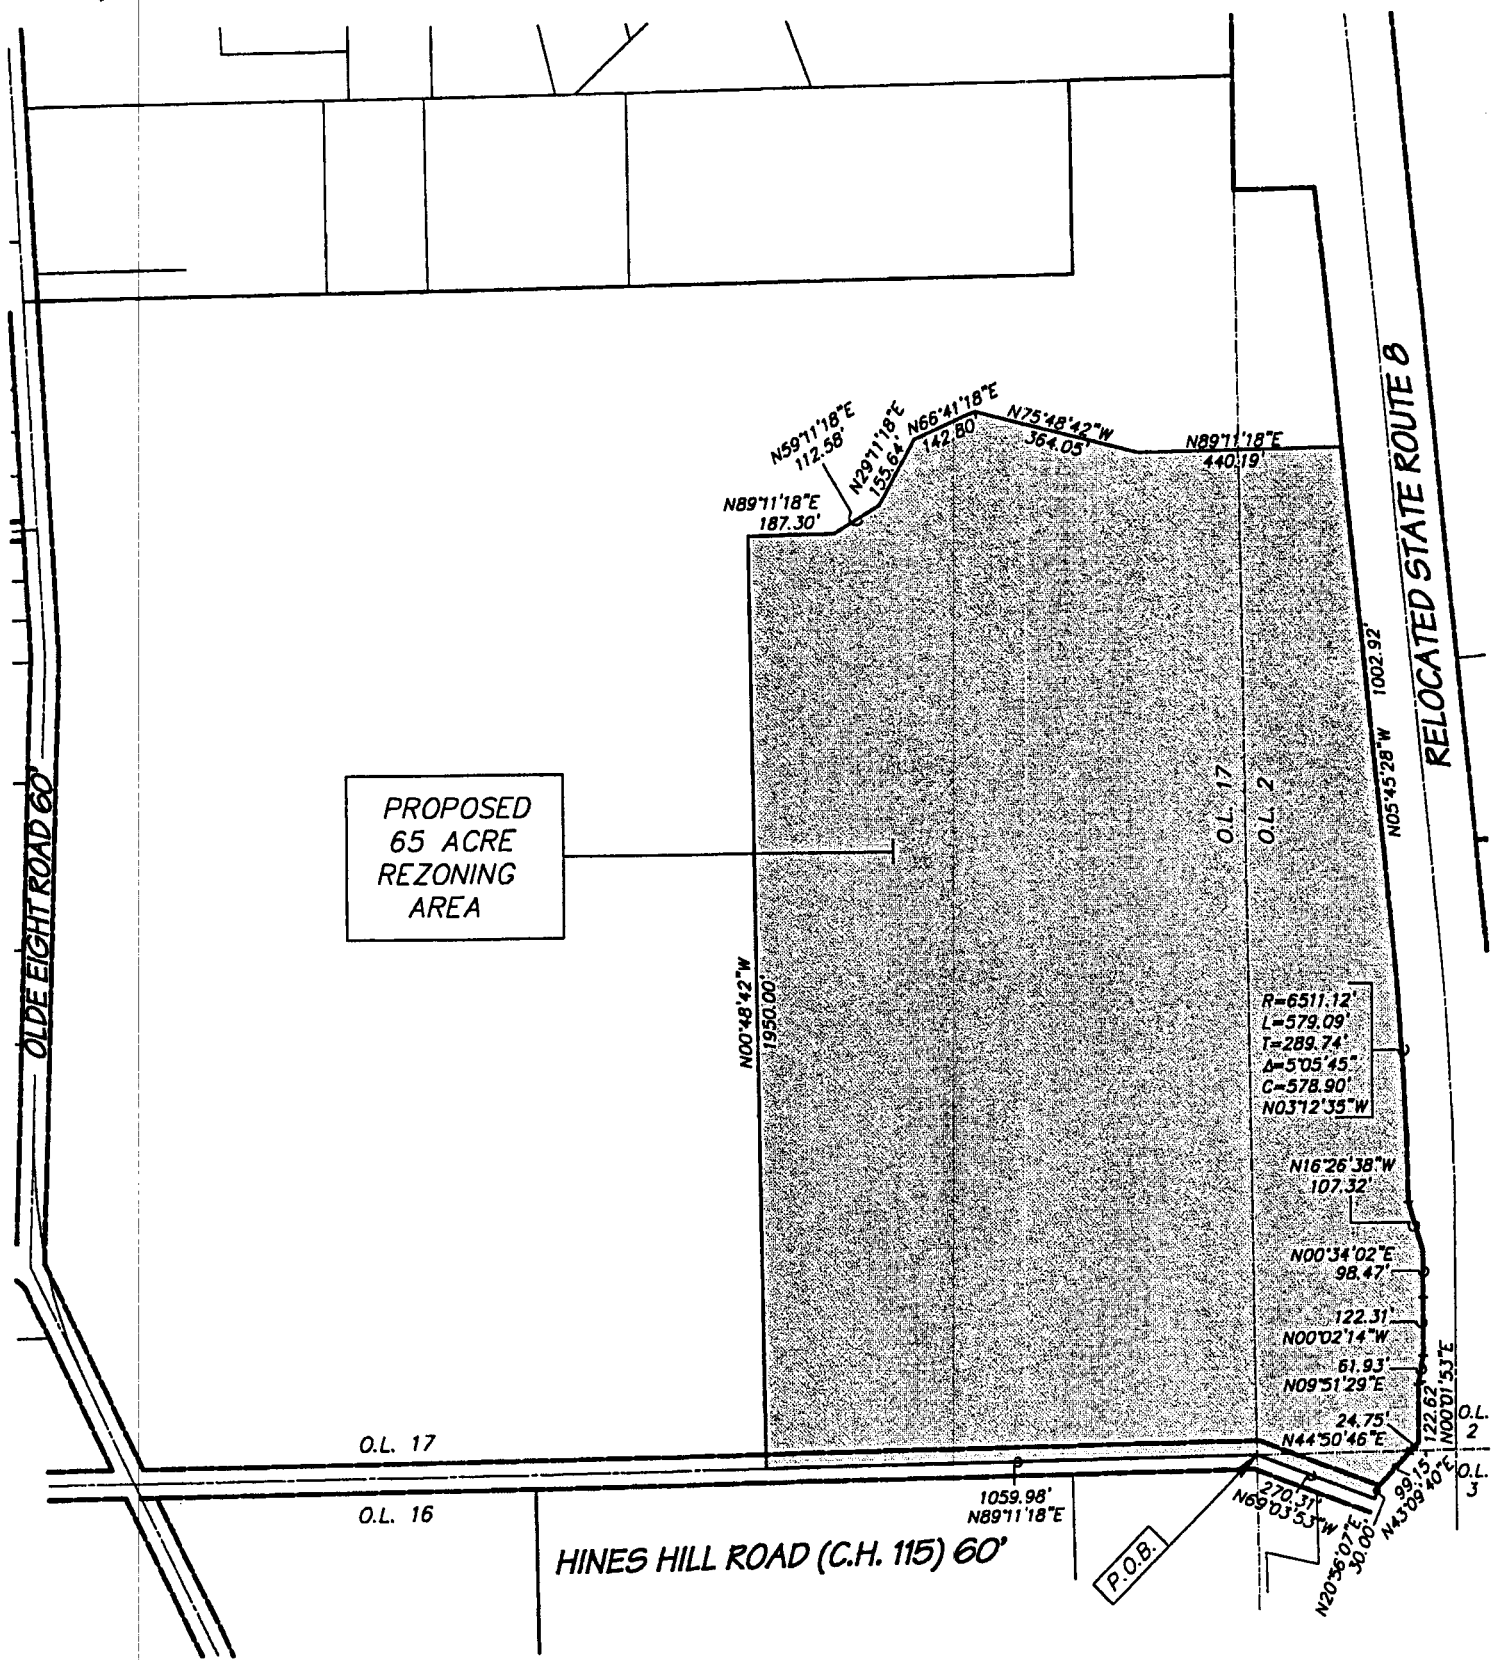 N66°41'18"E
142.80'
N75°48'42"W
364.05'
N59°11'18"E
112.58'
N29°11'18"E
155.64'
N89°11'18"E
440.19'
N89°11'18"E
187.30'
RELOCATED STATE ROUTE 8
1002.92'
N05°45'28"W
O.L. 17
O.L. 2
PROPOSED
65 ACRE
REZONING
AREA
OLDE EIGHT ROAD 60'
N00°48'42"W
1950.00'
R=6511.12'
L=579.09'
T=289.74'
Δ=5°05'45"
C=578.90'
N03°12'35"W
N16°26'38"W
107.32'
N00°34'02"E
98.47'
122.31'
N00°02'14"W
61.93'
N09°51'29"E
122.62'
N00°01'53"E
24.75'
N44°50'46"E
O.L.
2
O.L.
3
O.L. 17
O.L. 16
1059.98'
N89°11'18"E
270.31'
N69°03'53"W
99.15'
N43°09'40"E
N20°56'07"E
30.00'
P.O.B.
HINES HILL ROAD (C.H. 115) 60'